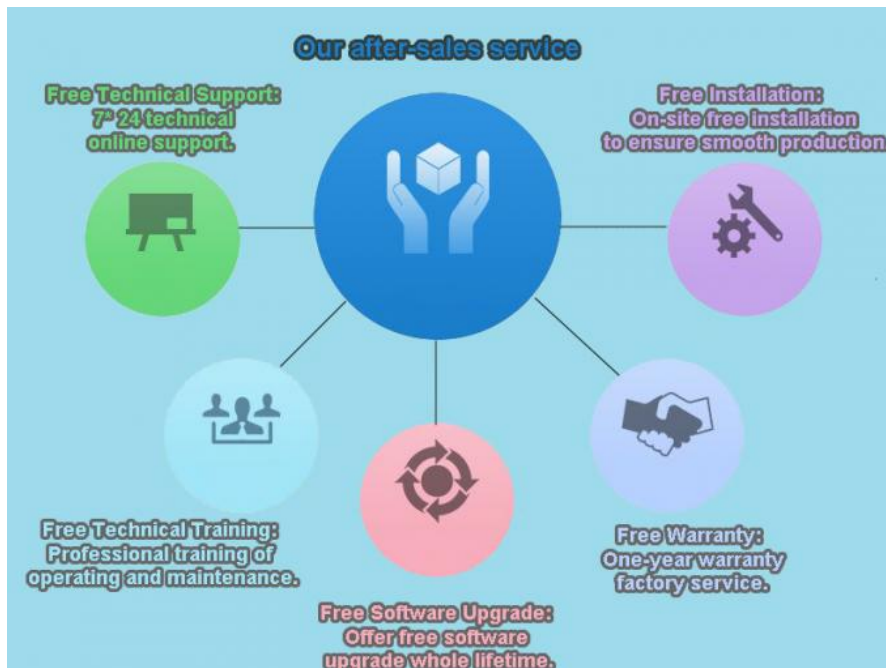 Our after-sales service
Free Technical Support:
7* 24 technical
online support.
Free Installation:
On-site free installation
to ensure smooth production
Free Technical Training:
Professional training of
operating and maintenance.
Free Software Upgrade:
Offer free software
upgrade whole lifetime.
Free Warranty:
One-year warranty
factory service.